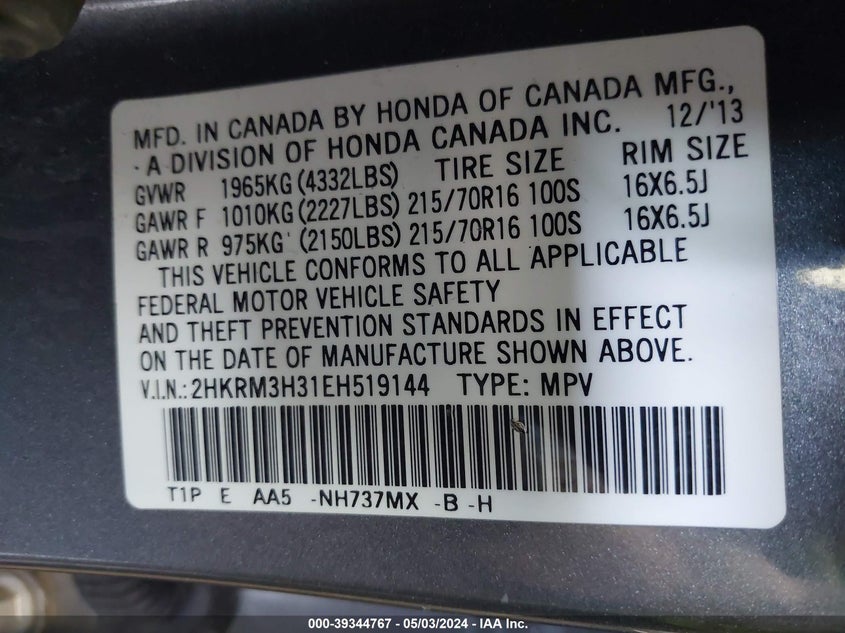 MFD. IN CANADA BY HONDA OF CANADA MFG.,
· A DIVISION OF HONDA CANADA INC. 12/'13
GVWR 1965KG (4332LBS) TIRE SIZE RIM SIZE
GAWR F 1010KG (2227LBS) 215/70R16 100S 16X6.5J
GAWR R 975KG (2150LBS) 215/70R16 100S 16X6.5J
THIS VEHICLE CONFORMS TO ALL APPLICABLE
FEDERAL MOTOR VEHICLE SAFETY
AND THEFT PREVENTION STANDARDS IN EFFECT
ON THE DATE OF MANUFACTURE SHOWN ABOVE.
V.I.N.: 2HKRM3H31EH519144 TYPE: MPV
T1P E AA5 -NH737MX -B -H
000-39344767 - 05/03/2024 - IAA Inc.